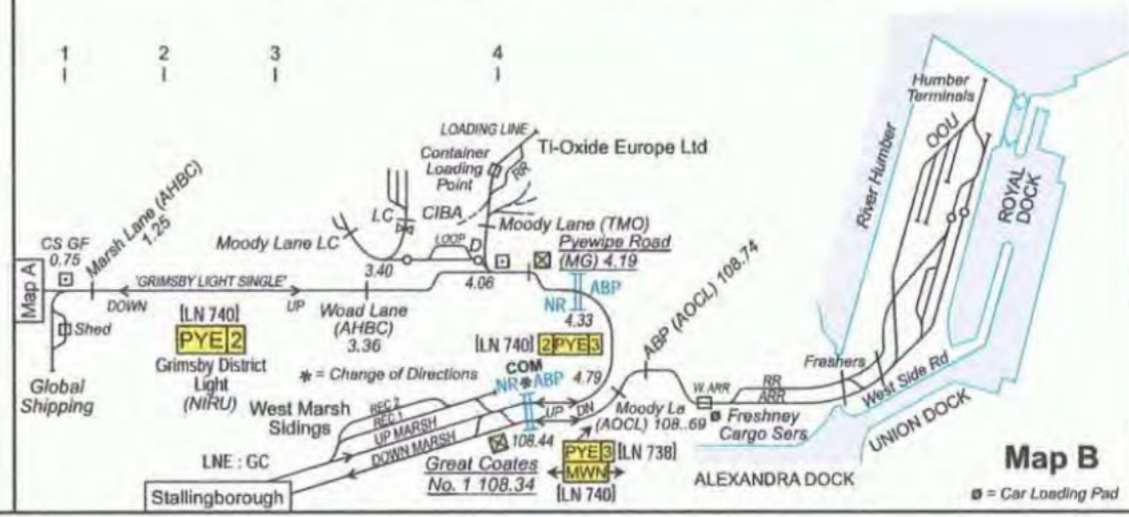 1
2
3
4
CS GF
0.75
Marsh Lane (AHBC)
1.25
Map A
Shed
Global
Shipping
'GRIMSBY LIGHT SINGLE'
DOWN
UP
[LN 740]
PYE 2
Grimsby District
Light
(NIRU)
Moody Lane LC
LC
CIBA
LOOP
D
3.40
4.06
Woad Lane
(AHBC)
3.36
LOADING LINE
Container
Loading
Point
RR
TI-Oxide Europe Ltd
Moody Lane (TMO)
Pyewipe Road
(MG) 4.19
NR
ABP
4.33
[LN 740] 2 PYE 3
COM
* = Change of Directions
NR * ABP
4.79
West Marsh
Sidings
REC 2
REC 1
UP MARSH
DOWN MARSH
UP
DN
108.44
LNE : GC
Stallingborough
Great Coates
No. 1 108.34
Moody La
(AOCL) 108..69
PYE 3 [LN 738]
MWN
[LN 740]
ABP (AOCL) 108.74
W ARR
RR
ARR
Freshney
Cargo Sers
Freshers
West Side Rd
River Humber
Humber
Terminals
OOU
ROYAL
DOCK
UNION DOCK
ALEXANDRA DOCK
Map B
= Car Loading Pad